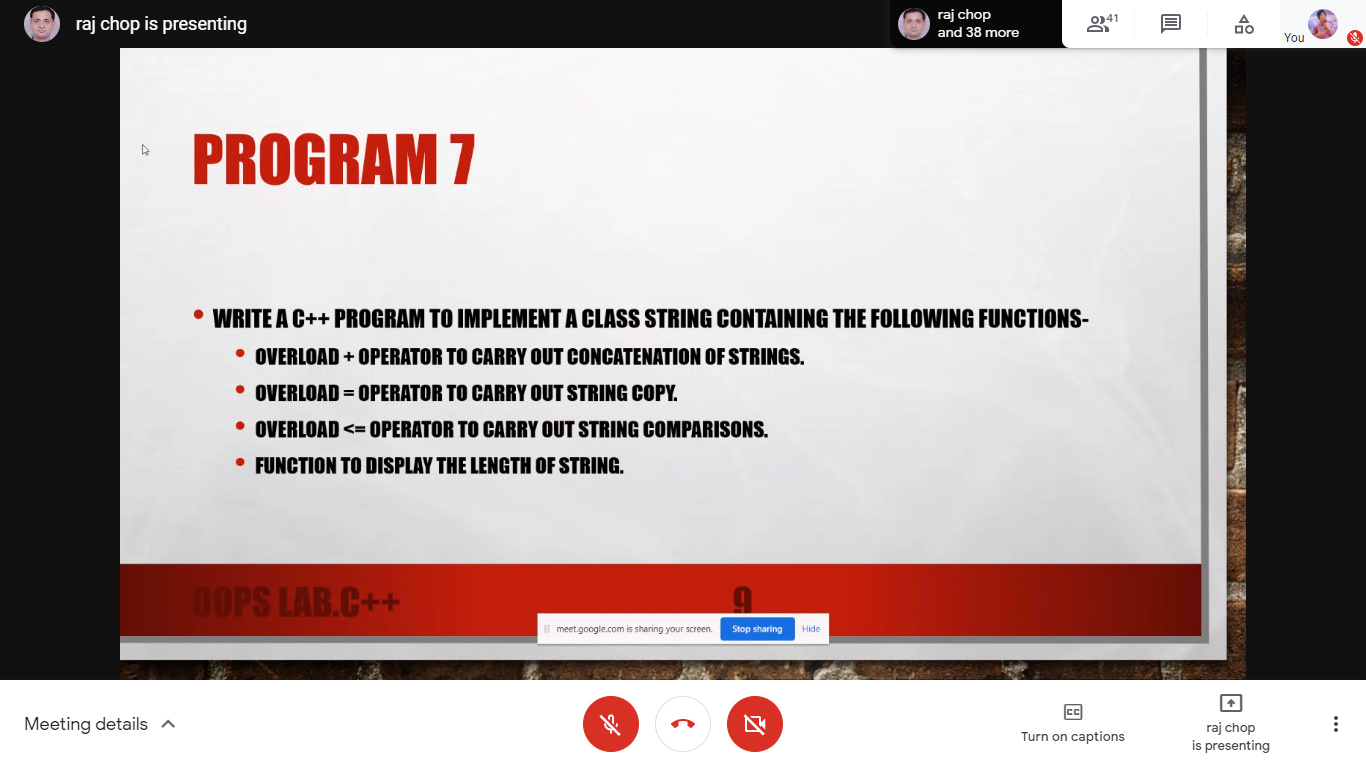 raj chop is presenting
raj chop
and 38 more
41
You
PROGRAM 7
• WRITE A C++ PROGRAM TO IMPLEMENT A CLASS STRING CONTAINING THE FOLLOWING FUNCTIONS-
• OVERLOAD + OPERATOR TO CARRY OUT CONCATENATION OF STRINGS.
• OVERLOAD = OPERATOR TO CARRY OUT STRING COPY.
• OVERLOAD <= OPERATOR TO CARRY OUT STRING COMPARISONS.
• FUNCTION TO DISPLAY THE LENGTH OF STRING.
OOPS LAB.C++ 9
meet.google.com is sharing your screen. Stop sharing Hide
Meeting details
CC
Turn on captions
raj chop
is presenting